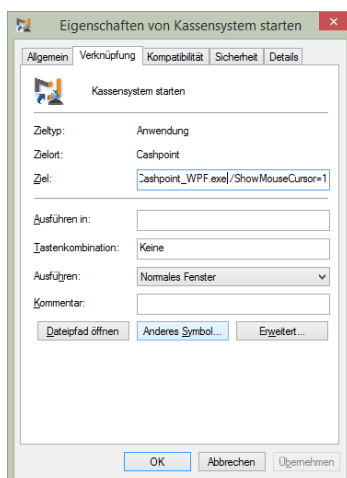 Eigenschaften von Kassensystem starten
Allgemein Verknüpfung Kompatibilität Sicherheit Details
Kassensystem starten
Zieltyp: Anwendung
Zielort: Cashpoint
Ziel: Cashpoint_WPF.exe /ShowMouseCursor=1
Ausführen in:
Tastenkombination: Keine
Ausführen: Normales Fenster
Kommentar:
Dateipfad öffnen Anderes Symbol... Erweitert...
OK Abbrechen Übernehmen